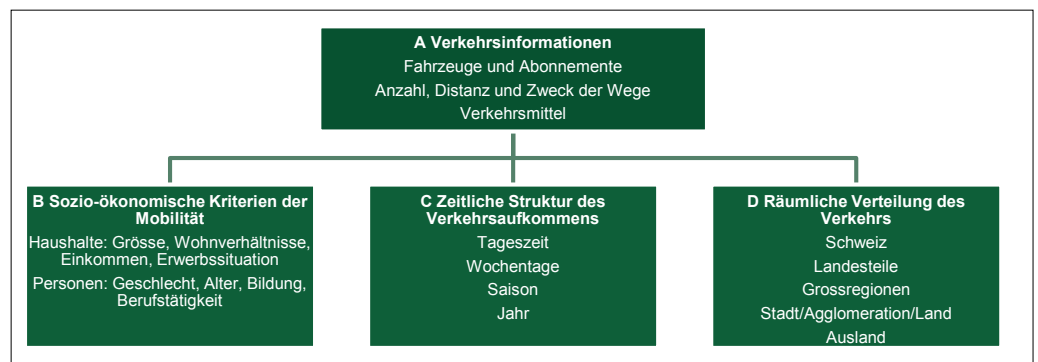 A Verkehrsinformationen
Fahrzeuge und Abonnemente
Anzahl, Distanz und Zweck der Wege
Verkehrsmittel
B Sozio-ökonomische Kriterien der
Mobilität
Haushalte: Grösse, Wohnverhältnisse,
Einkommen, Erwerbssituation
Personen: Geschlecht, Alter, Bildung,
Berufstätigkeit
C Zeitliche Struktur des
Verkehrsaufkommens
Tageszeit
Wochentage
Saison
Jahr
D Räumliche Verteilung des
Verkehrs
Schweiz
Landesteile
Grossregionen
Stadt/Agglomeration/Land
Ausland